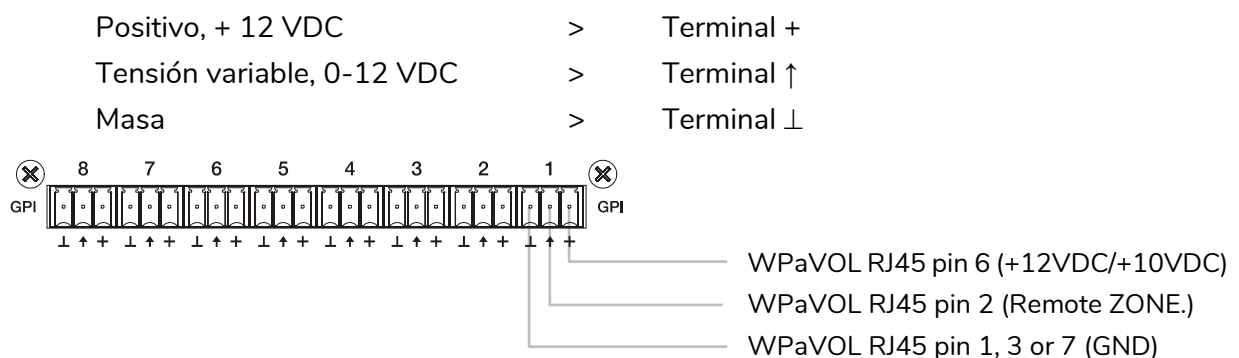 Positivo, + 12 VDC > Terminal +
Tensión variable, 0-12 VDC > Terminal ↑
Masa > Terminal ⊥
8 7 6 5 4 3 2 1
GPI GPI
⊥ ↑ + ⊥ ↑ + ⊥ ↑ + ⊥ ↑ + ⊥ ↑ + ⊥ ↑ + ⊥ ↑ + ⊥ ↑ +
WPaVOL RJ45 pin 6 (+12VDC/+10VDC)
WPaVOL RJ45 pin 2 (Remote ZONE.)
WPaVOL RJ45 pin 1, 3 or 7 (GND)